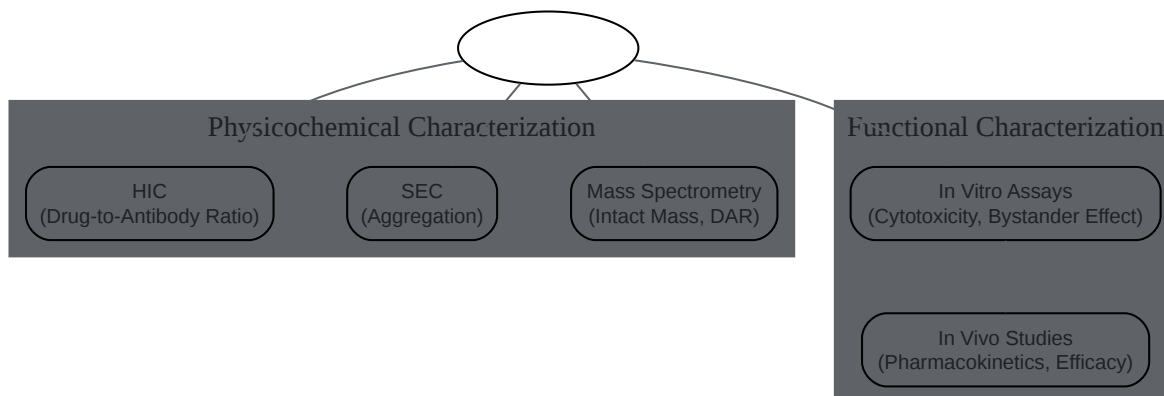 Physicochemical Characterization
HIC
(Drug-to-Antibody Ratio)
SEC
(Aggregation)
Mass Spectrometry
(Intact Mass, DAR)
Functional Characterization
In Vitro Assays
(Cytotoxicity, Bystander Effect)
In Vivo Studies
(Pharmacokinetics, Efficacy)